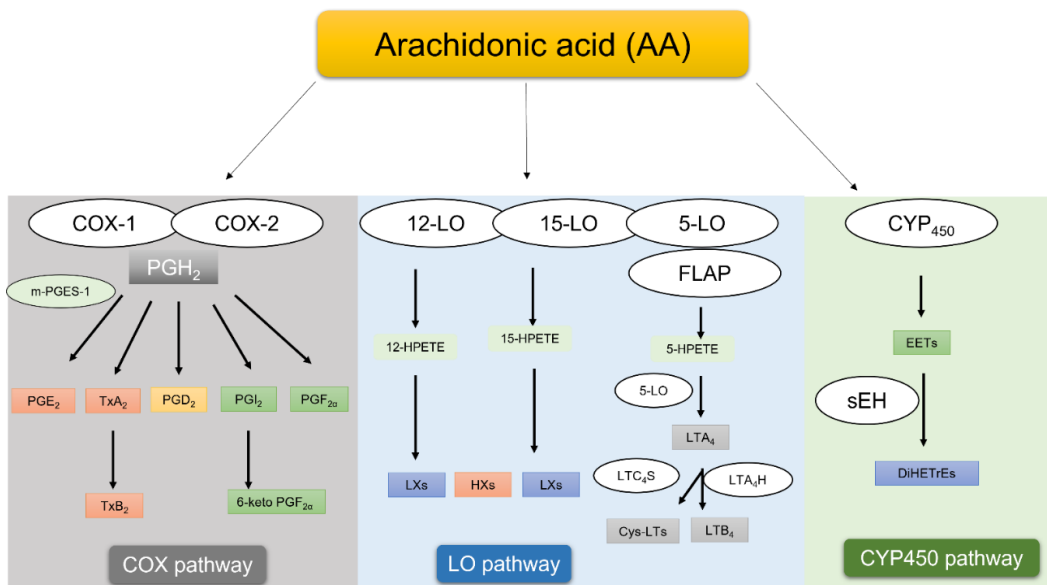 Arachidonic acid (AA)
COX-1
COX-2
PGH₂
m-PGES-1
PGE₂
TxA₂
PGD₂
PGI₂
PGF₂α
TxB₂
6-keto PGF₂α
COX pathway
12-LO
15-LO
5-LO
FLAP
12-HPETE
15-HPETE
5-HPETE
5-LO
LTA₄
LXs
HXs
LXs
LTC₄S
LTA₄H
Cys-LTs
LTB₄
LO pathway
CYP₄₅₀
EETs
sEH
DiHETrEs
CYP450 pathway